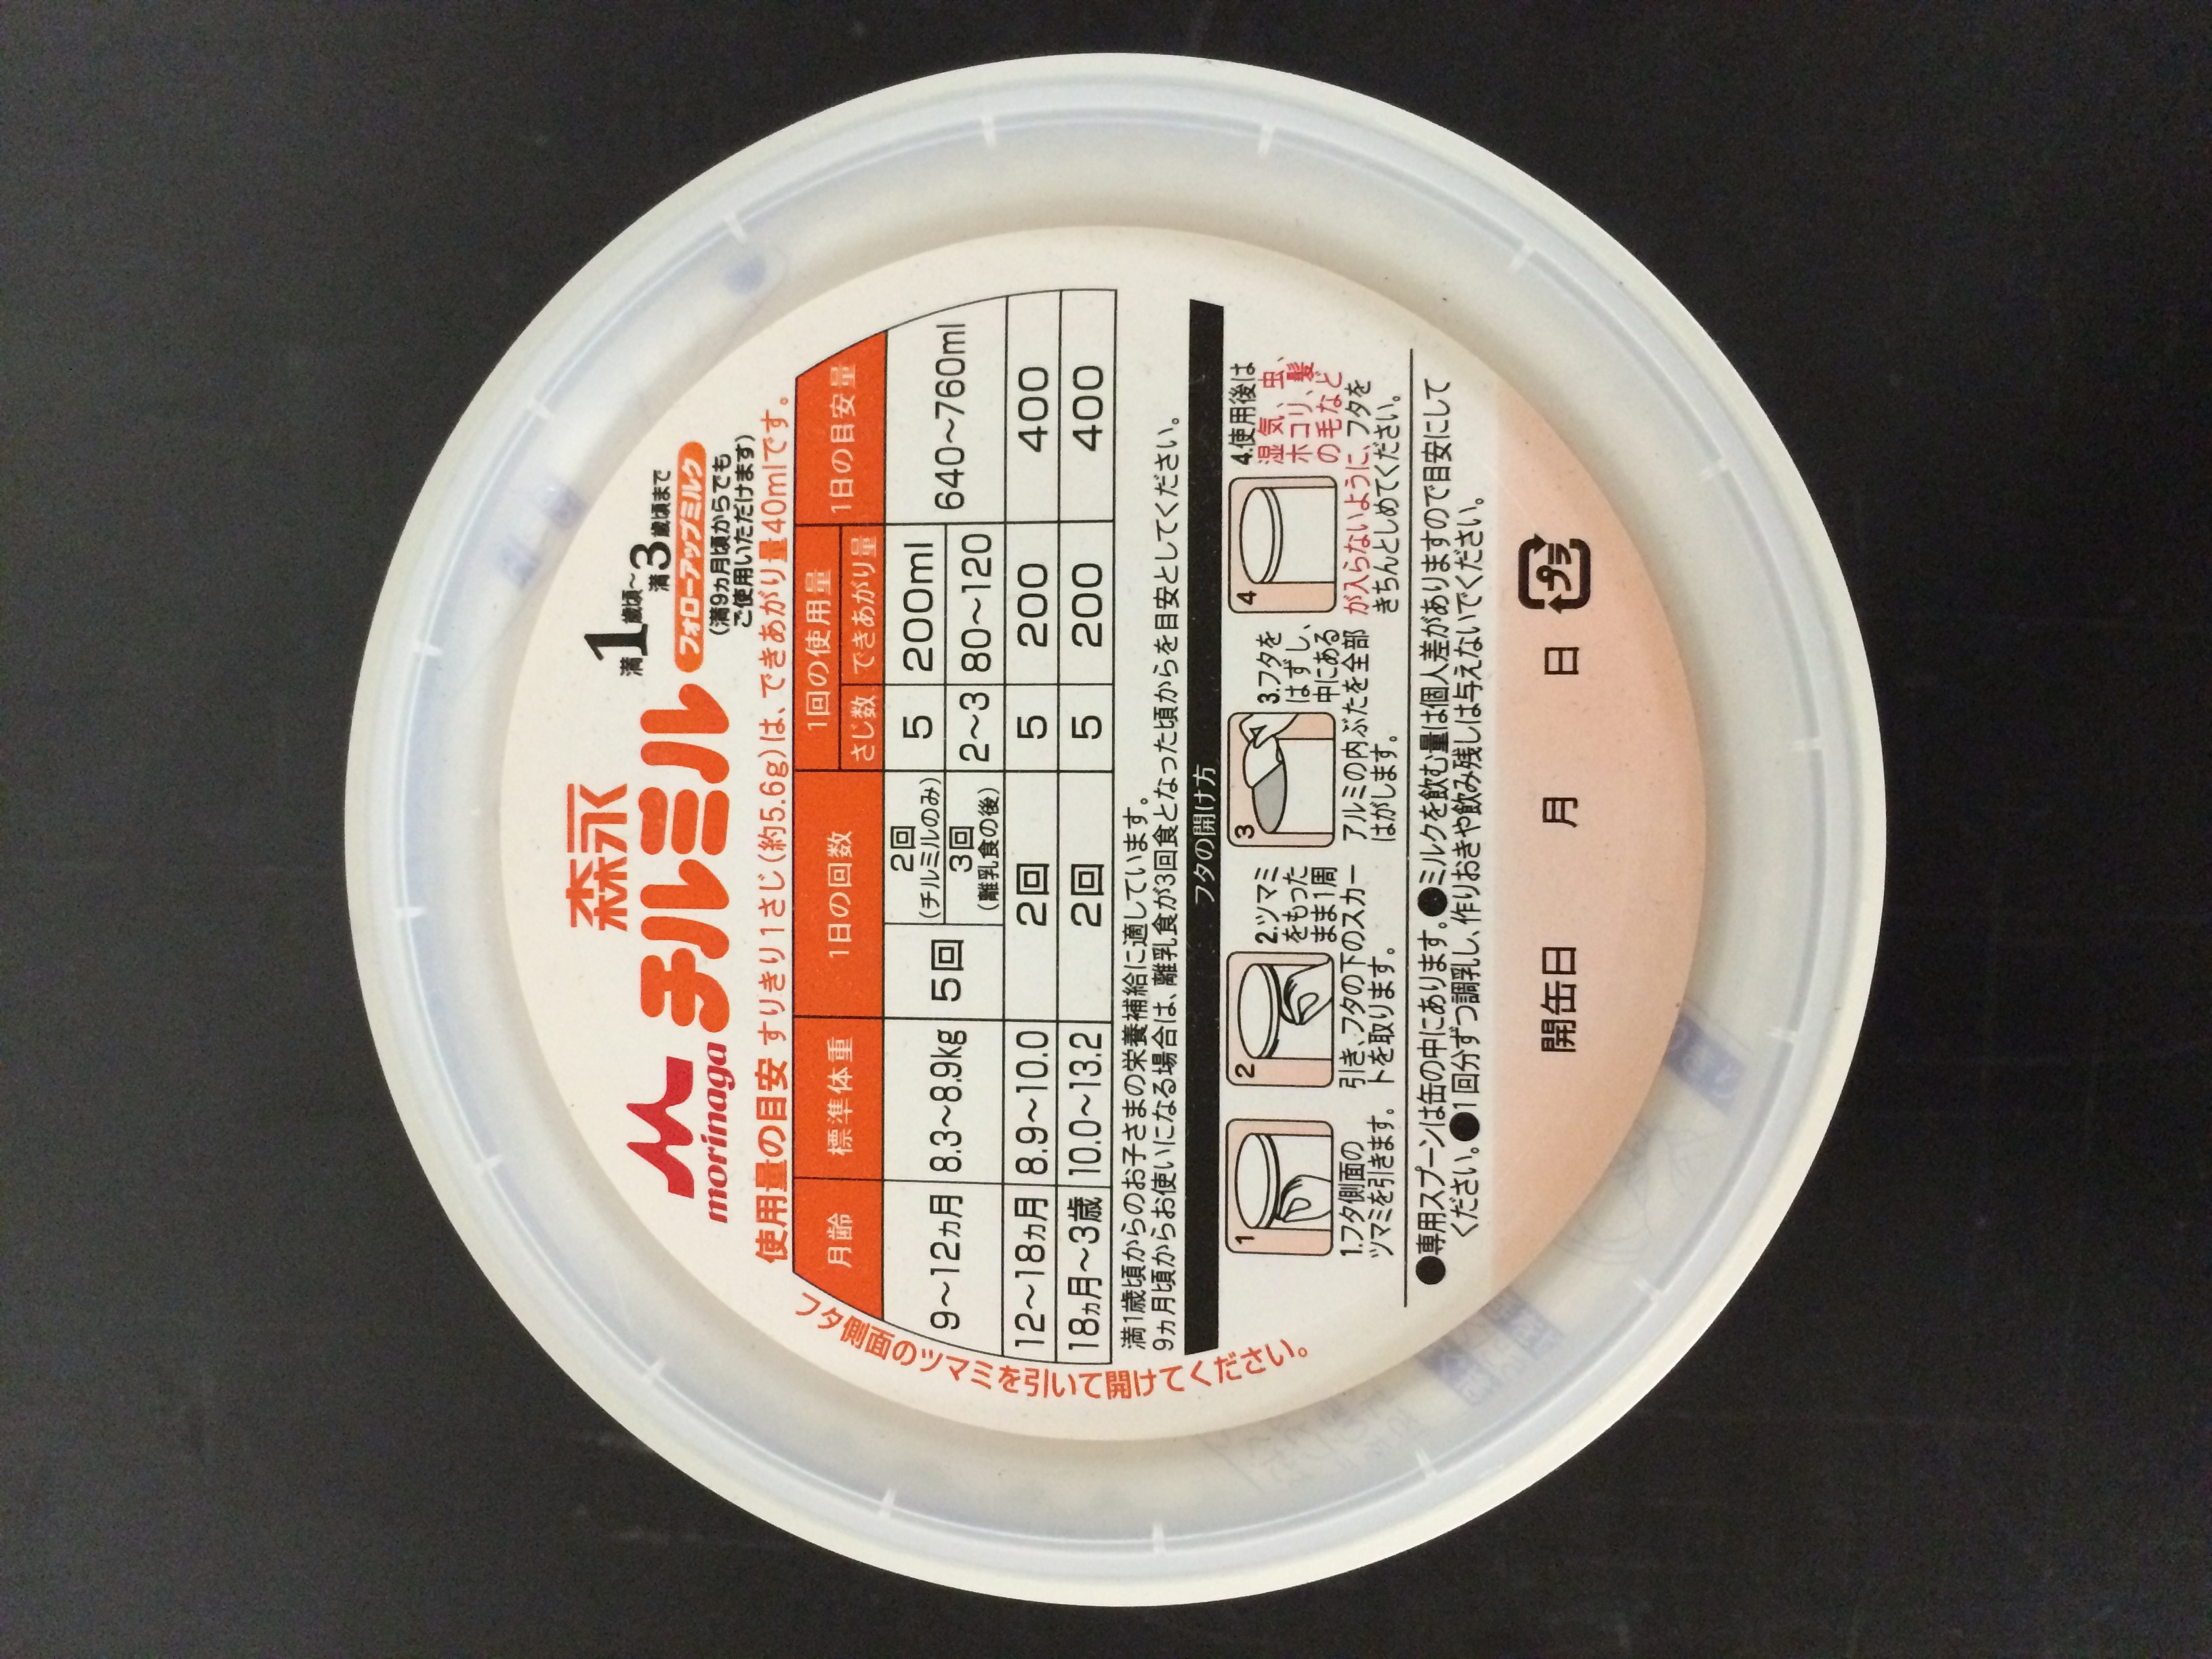 森永
morinaga
チルミル
満1歳頃〜
満3歳頃まで
フォローアップミルク
(満9カ月頃からでも
ご使用いただけます)
使用量の目安 すりきり1さじ(約5.6g)は、できあがり量40mlです。
月齢 標準体重 1日の回数 1回の使用量 1日の目安量
さじ数 できあがり量
9〜12ヵ月 8.3〜8.9kg 5回 2回 (チルミルのみ) 5 200ml 640〜760ml
3回 (離乳食の後) 2〜3 80〜120
12〜18ヵ月 8.9〜10.0 2回 5 200 400
18ヵ月〜3歳 10.0〜13.2 2回 5 200 400
満1歳頃からのお子さまの栄養補給に適しています。
9ヵ月頃からお使いになる場合は、離乳食が3回食となった頃からを目安としてください。
フタ側面のツマミを引いて開けてください。
フタの開け方
1
1.フタ側面の
ツマミを引きます。
2
2.ツマミ
をもった
まま1周
引き、フタの下のスカー
トを取ります。
3
3.フタを
はずし、
中にある
アルミの内ぶたを全部
はがします。
4
4.使用後は
湿気、虫、
ホコリ、髪
の毛など
が入らないように、フタを
きちんとしめてください。
●専用スプーンは缶の中にあります。●ミルクを飲む量は個人差がありますので目安にして
ください。●1回分ずつ調乳し、作りおきや飲み残しは与えないでください。
開缶日 月 日
プラ